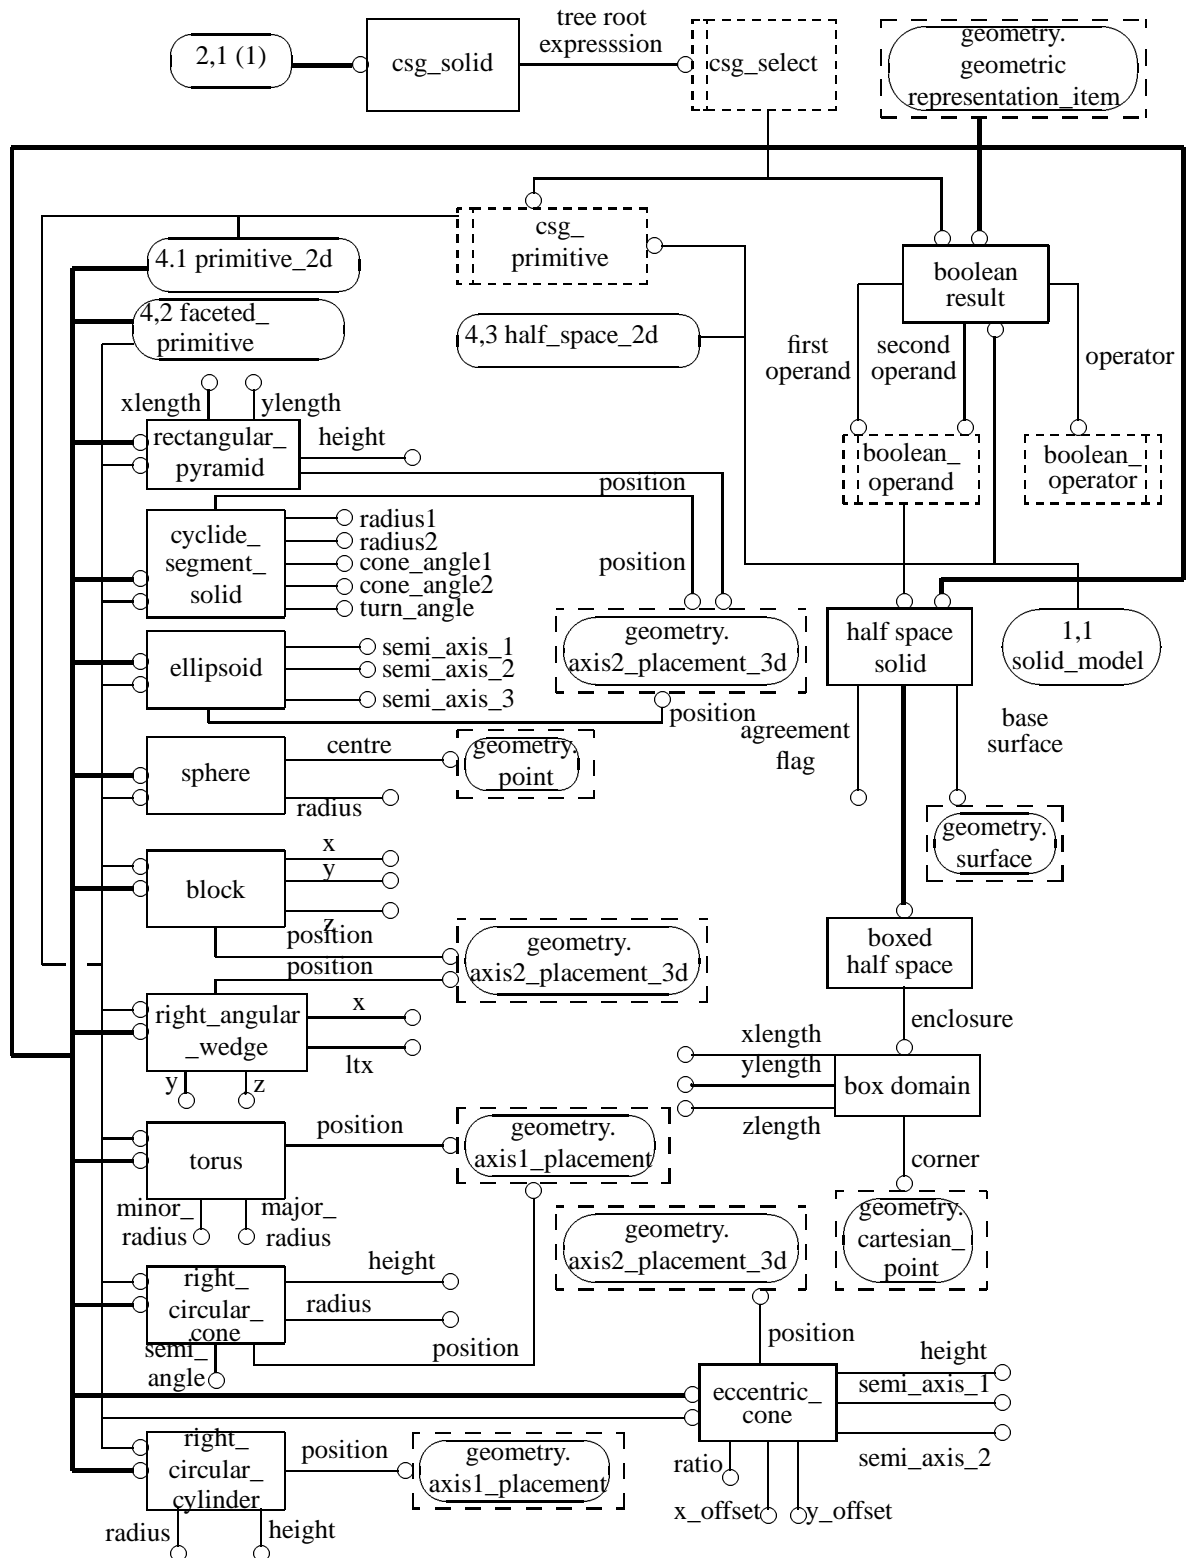 tree root
expresssion
2,1 (1)
csg_solid
csg_select
geometry.
geometric
representation_item
csg_
primitive
4.1 primitive_2d
boolean
result
4,2 faceted_
primitive
4,3 half_space_2d
first
operand
second
operand
operator
xlength
ylength
rectangular_
pyramid
height
boolean_
operand
boolean_
operator
position
cyclide_
segment_
solid
radius1
radius2
cone_angle1
cone_angle2
turn_angle
position
geometry.
axis2_placement_3d
half space
solid
1,1
solid_model
ellipsoid
semi_axis_1
semi_axis_2
semi_axis_3
position
agreement
flag
base
surface
sphere
centre
radius
geometry.
point
geometry.
surface
block
x
y
z
position
position
geometry.
axis2_placement_3d
boxed
half space
right_angular
_wedge
x
ltx
y
z
enclosure
xlength
ylength
zlength
box domain
torus
position
geometry.
axis1_placement
minor_
radius
major_
radius
corner
geometry.
cartesian_
point
geometry.
axis2_placement_3d
right_
circular_
cone
height
radius
semi_
angle
position
position
eccentric_
cone
height
semi_axis_1
semi_axis_2
ratio
x_offset
y_offset
right_
circular_
cylinder
position
geometry.
axis1_placement
radius
height